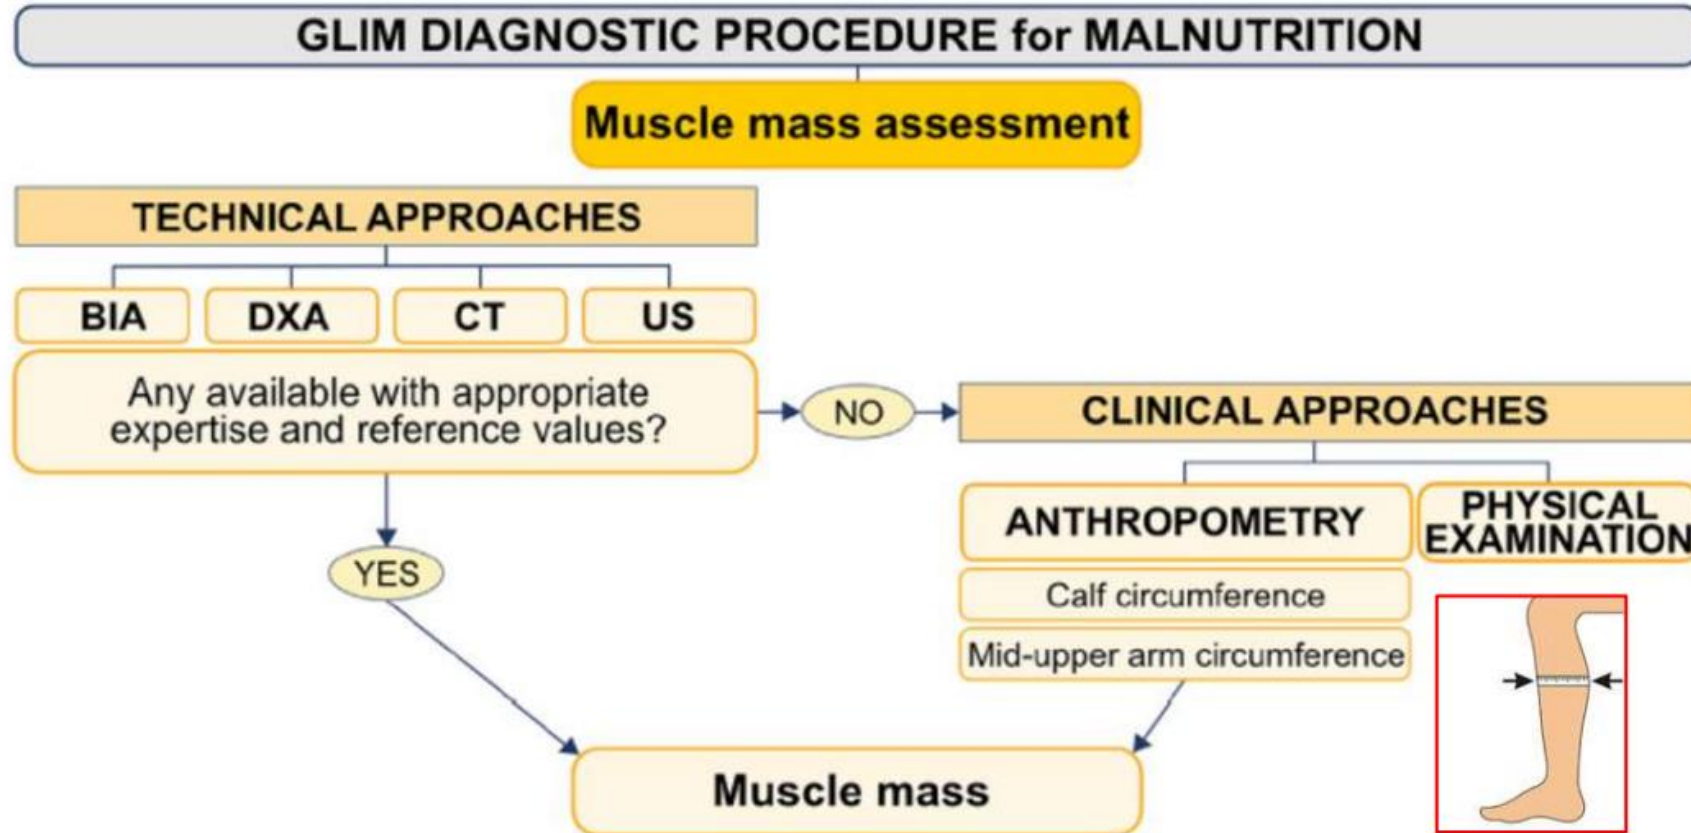 GLIM DIAGNOSTIC PROCEDURE for MALNUTRITION
Muscle mass assessment
TECHNICAL APPROACHES
BIA
DXA
CT
US
Any available with appropriate
expertise and reference values?
NO
CLINICAL APPROACHES
ANTHROPOMETRY
PHYSICAL
EXAMINATION
Calf circumference
Mid-upper arm circumference
YES
Muscle mass